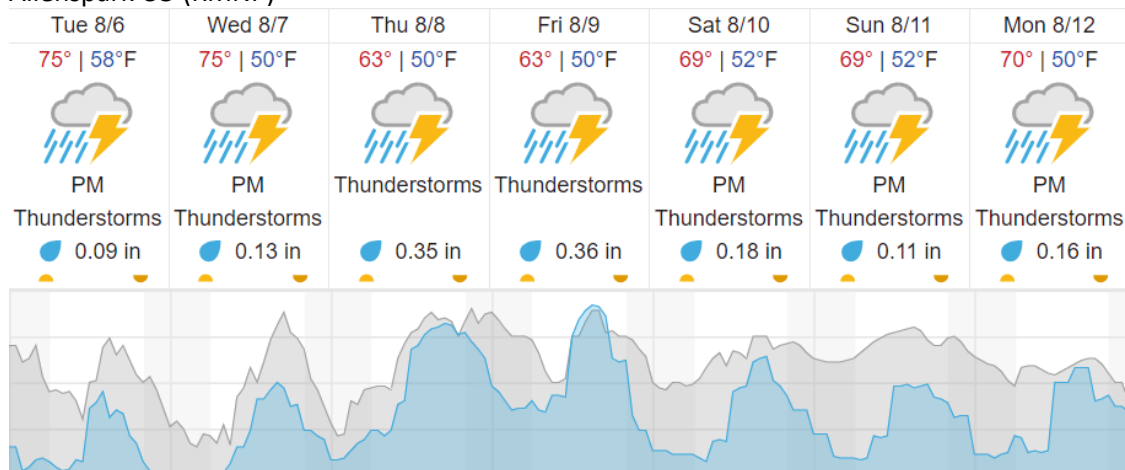 Tue 8/6 Wed 8/7 Thu 8/8 Fri 8/9 Sat 8/10 Sun 8/11 Mon 8/12
75° | 58°F 75° | 50°F 63° | 50°F 63° | 50°F 69° | 52°F 69° | 52°F 70° | 50°F
PM PM Thunderstorms Thunderstorms PM PM PM
Thunderstorms Thunderstorms Thunderstorms Thunderstorms Thunderstorms
0.09 in 0.13 in 0.35 in 0.36 in 0.18 in 0.11 in 0.16 in